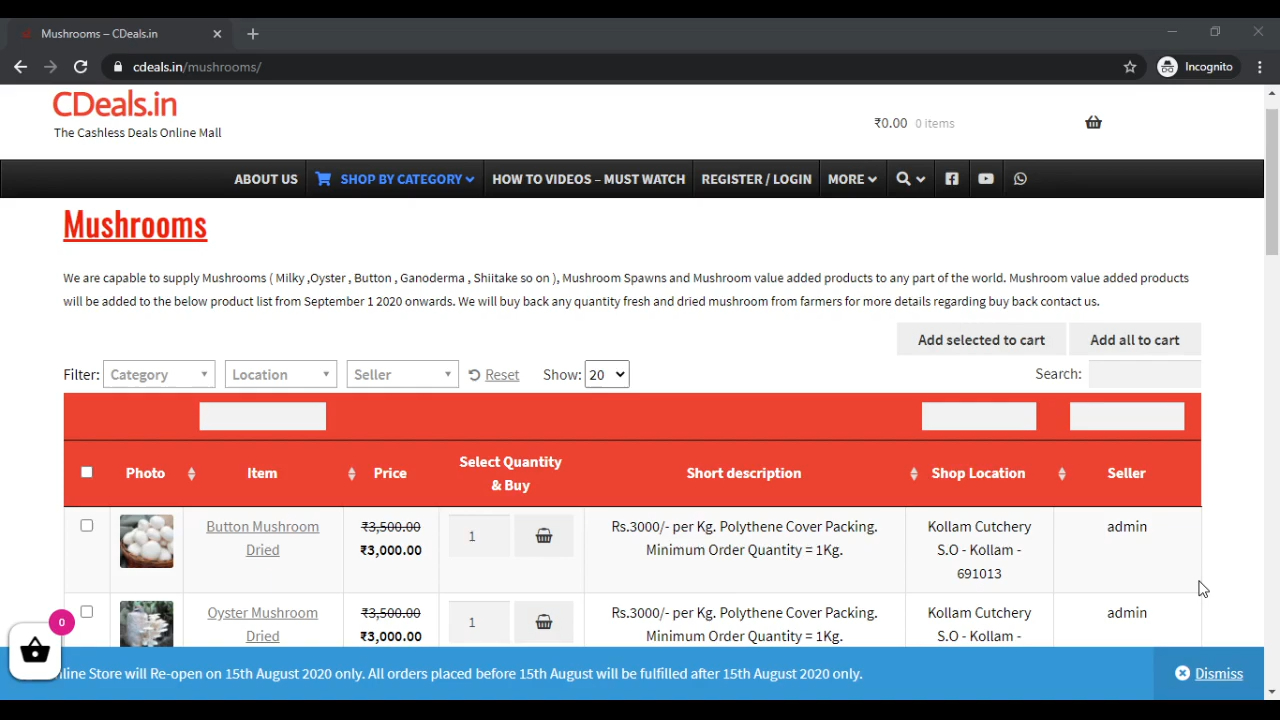 Mushrooms – CDeals.in
cdeals.in/mushrooms/
Incognito
CDeals.in
The Cashless Deals Online Mall
₹0.00 0 items
ABOUT US SHOP BY CATEGORY HOW TO VIDEOS – MUST WATCH REGISTER / LOGIN MORE
Mushrooms
We are capable to supply Mushrooms ( Milky ,Oyster , Button , Ganoderma , Shiitake so on ), Mushroom Spawns and Mushroom value added products to any part of the world. Mushroom value added products
will be added to the below product list from September 1 2020 onwards. We will buy back any quantity fresh and dried mushroom from farmers for more details regarding buy back contact us.
Add selected to cart Add all to cart
Filter: Category Location Seller Reset Show: 20 Search:
Photo Item Price Select Quantity & Buy Short description Shop Location Seller
Button Mushroom ₹3,500.00 1 Rs.3000/- per Kg. Polythene Cover Packing. Kollam Cutchery admin
Dried ₹3,000.00 Minimum Order Quantity = 1Kg. S.O - Kollam -
691013
Oyster Mushroom ₹3,500.00 1 Rs.3000/- per Kg. Polythene Cover Packing. Kollam Cutchery admin
Dried ₹3,000.00 Minimum Order Quantity = 1Kg. S.O - Kollam -
0
Store will Re-open on 15th August 2020 only. All orders placed before 15th August will be fulfilled after 15th August 2020 only. Dismiss